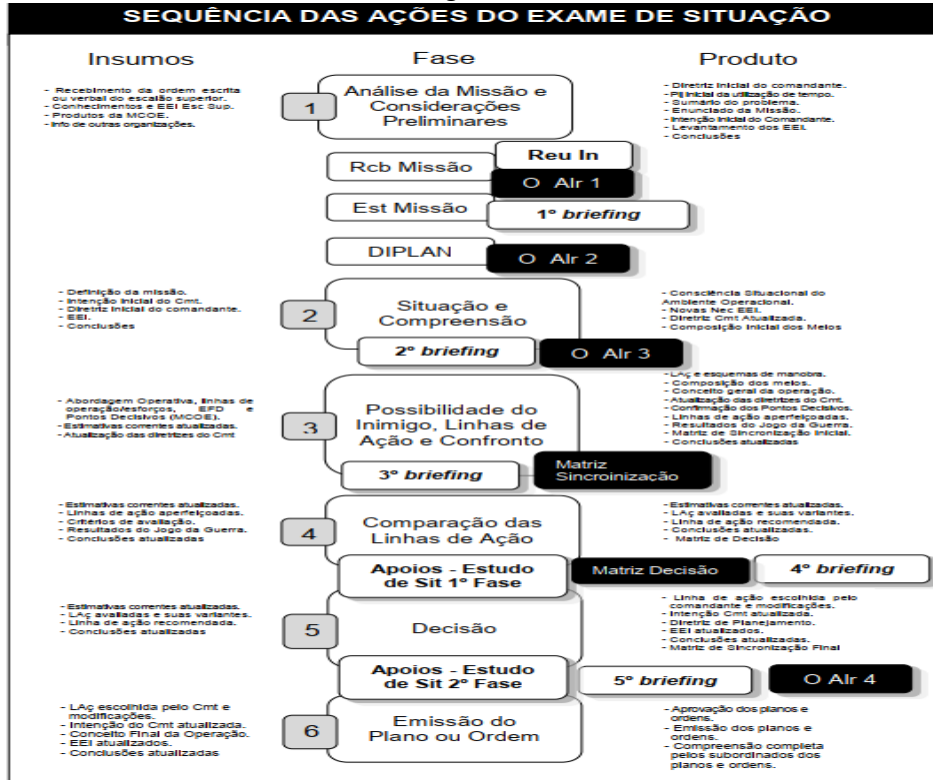 SEQUÊNCIA DAS AÇÕES DO EXAME DE SITUAÇÃO
Insumos
Fase
Produto
- Recebimento da ordem escrita
ou verbal do escalão superior.
- Conhecimentos e EEI Esc Sup.
- Produtos da MCOE.
- Info de outras organizações.
1
Análise da Missão e
Considerações
Preliminares
- Diretriz Inicial do comandante.
- Plj Inicial da utilização de tempo.
- Sumário do problema.
- Enunciado da Missão.
- Intenção Inicial do Comandante.
- Levantamento dos EEI.
- Conclusões
Rcb Missão
Reu In
O Alr 1
Est Missão
1º briefing
DIPLAN
O Alr 2
- Definição da missão.
- Intenção Inicial do Cmt.
- Diretriz Inicial do comandante.
- EEI.
- Conclusões
2
Situação e
Compreensão
2º briefing
O Alr 3
- Consciência Situacional do
Ambiente Operacional.
- Novas Nec EEI.
- Diretriz Cmt Atualizada.
- Composição Inicial dos Meios
- Abordagem Operativa, linhas de
operação/esforços, EFD e
Pontos Decisivos (MCOE).
- Estimativas correntes atualizadas.
- Atualização das diretrizes do Cmt
3
Possibilidade do
Inimigo, Linhas de
Ação e Confronto
3º briefing
Matriz
Sincroinização
- LAç e esquemas de manobra.
- Composição dos meios.
- Conceito geral da operação.
- Atualização das diretrizes do Cmt.
- Confirmação dos Pontos Decisivos.
- Linhas de ação aperfeiçoadas.
- Resultados do Jogo da Guerra.
- Matriz de Sincronização Inicial.
- Conclusões atualizadas
- Estimativas correntes atualizadas.
- Linhas de ação aperfeiçoadas.
- Critérios de avaliação.
- Resultados do Jogo da Guerra.
- Conclusões atualizadas
4
Comparação das
Linhas de Ação
Apoios - Estudo
de Sit 1º Fase
Matriz Decisão
4º briefing
- Estimativas correntes atualizadas.
- LAç avaliadas e suas variantes.
- Linha de ação recomendada.
- Conclusões atualizadas.
- Matriz de Decisão
- Estimativas correntes atualizadas.
- LAç avaliadas e suas variantes.
- Linha de ação recomendada.
- Conclusões atualizadas
5
Decisão
Apoios - Estudo
de Sit 2º Fase
5º briefing
O Alr 4
- Linha de ação escolhida pelo
comandante e modificações.
- Intenção Cmt atualizada.
- Diretriz de Planejamento.
- EEI atualizados.
- Conclusões atualizadas.
- Matriz de Sincronização Final
- LAç escolhida pelo Cmt e
modificações.
- Intenção do Cmt atualizada.
- Conceito Final da Operação.
- EEI atualizados.
- Conclusões atualizadas
6
Emissão do
Plano ou Ordem
- Aprovação dos planos e
ordens.
- Emissão dos planos e
ordens.
- Compreensão completa
pelos subordinados dos
planos e ordens.